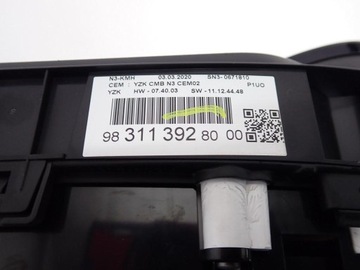 N3-KMH 03.03.2020 SN3-0671810
CEM : YZK CMB N3 CEM02 P1UO
YZK HW - 07.40.03 SW - 11.12.44.48
98 311 392 80 00